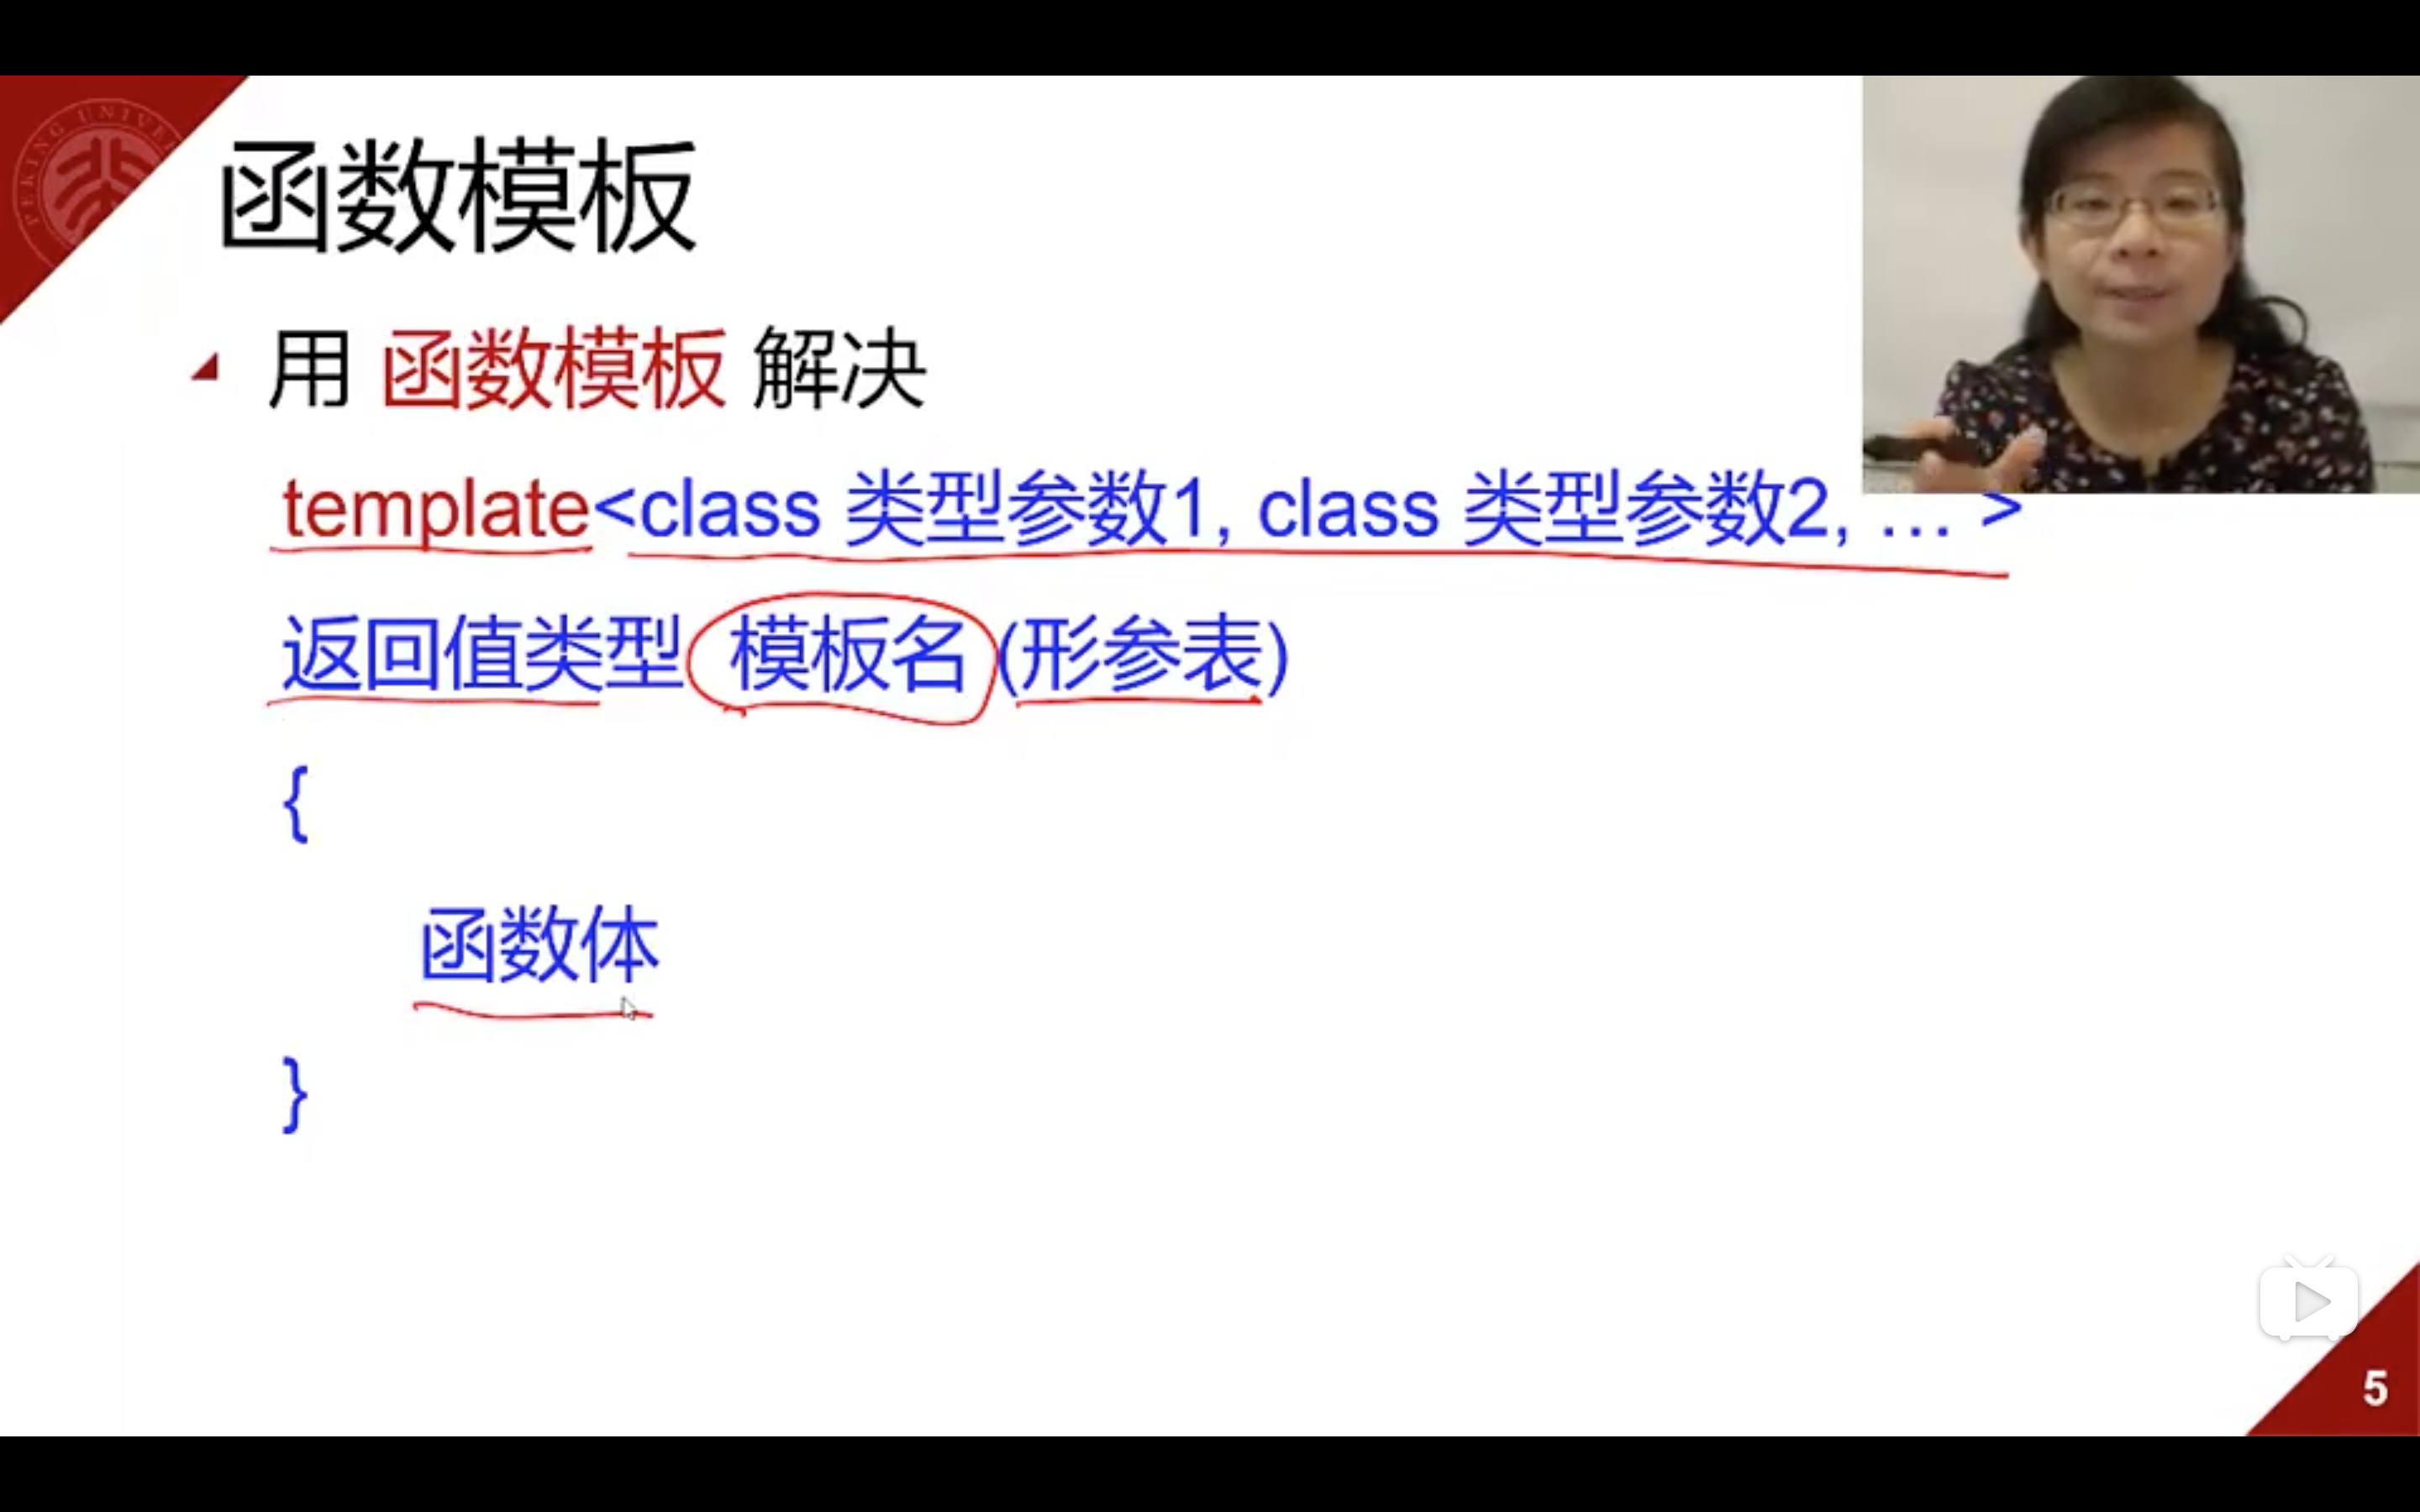 PEKING UNIVE
函数模板
用 函数模板 解决
template<class 类型参数1, class 类型参数2, … >
返回值类型 模板名 (形参表)
{
函数体
}
5